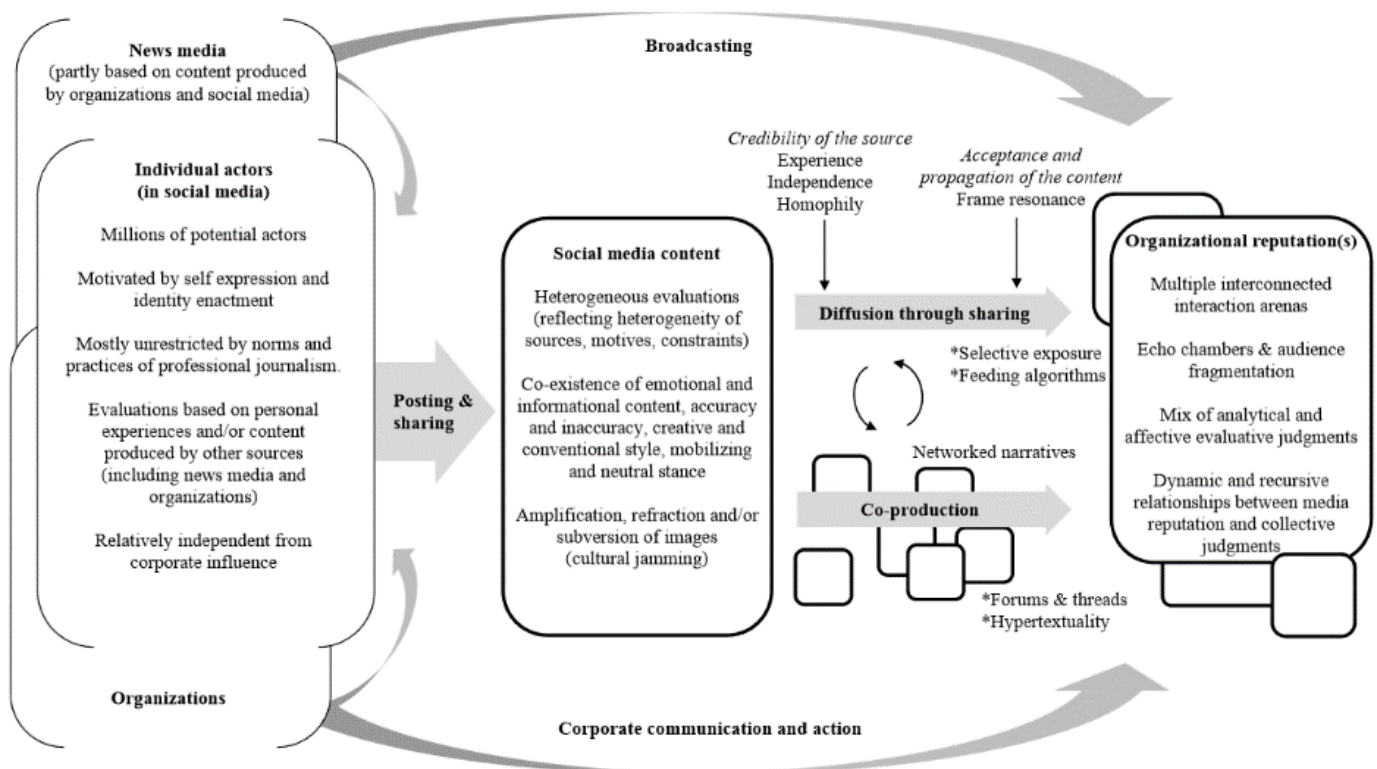 News media
(partly based on content produced
by organizations and social media)
Individual actors
(in social media)
Millions of potential actors
Motivated by self expression and
identity enactment
Mostly unrestricted by norms and
practices of professional journalism.
Evaluations based on personal
experiences and/or content
produced by other sources
(including news media and
organizations)
Relatively independent from
corporate influence
Organizations
Broadcasting
Posting &
sharing
Social media content
Heterogeneous evaluations
(reflecting heterogeneity of
sources, motives, constraints)
Co-existence of emotional and
informational content, accuracy
and inaccuracy, creative and
conventional style, mobilizing
and neutral stance
Amplification, refraction and/or
subversion of images
(cultural jamming)
Credibility of the source
Experience
Independence
Homophily
Acceptance and
propagation of the content
Frame resonance
Diffusion through sharing
*Selective exposure
*Feeding algorithms
Networked narratives
Co-production
*Forums & threads
*Hypertextuality
Organizational reputation(s)
Multiple interconnected
interaction arenas
Echo chambers & audience
fragmentation
Mix of analytical and
affective evaluative judgments
Dynamic and recursive
relationships between media
reputation and collective
judgments
Corporate communication and action